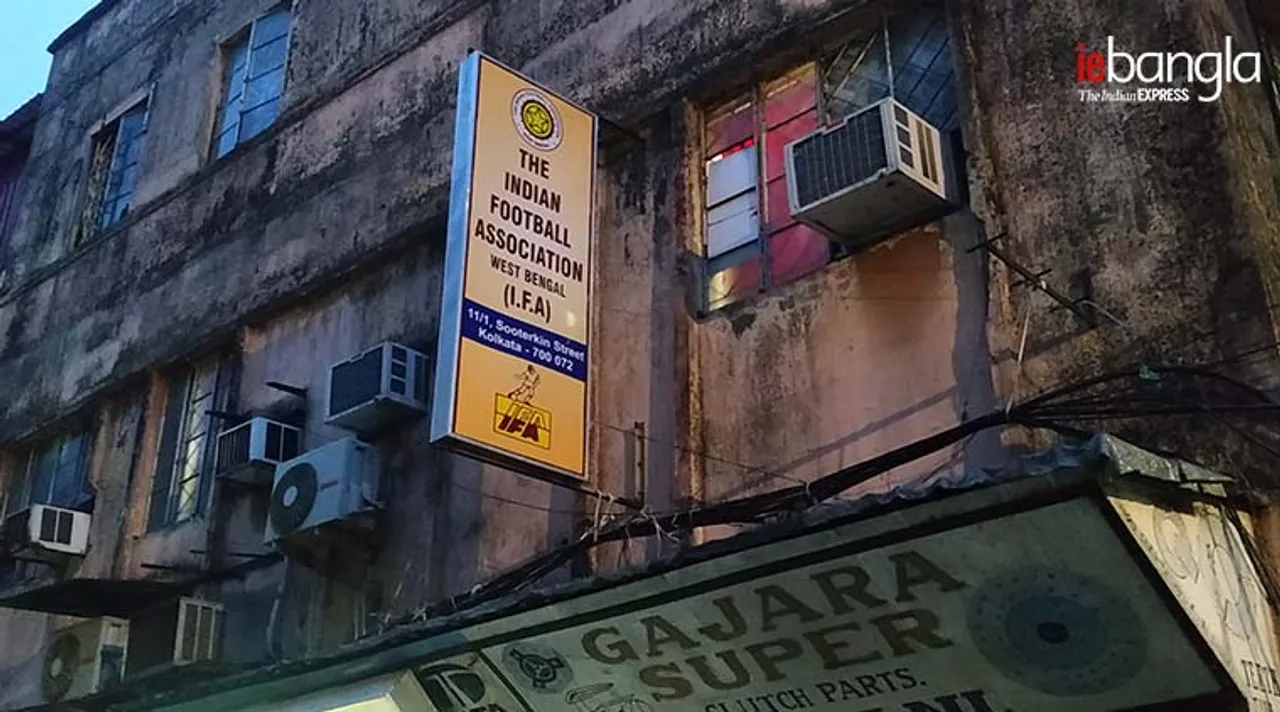 iebangla
The Indian EXPRESS
THE
INDIAN
FOOTBALL
ASSOCIATION
WEST BENGAL
(I.F.A)
11/1, Sooterkin Street
Kolkata - 700 072
IFA
GAJARA
SUPER
CLUTCH PARTS.